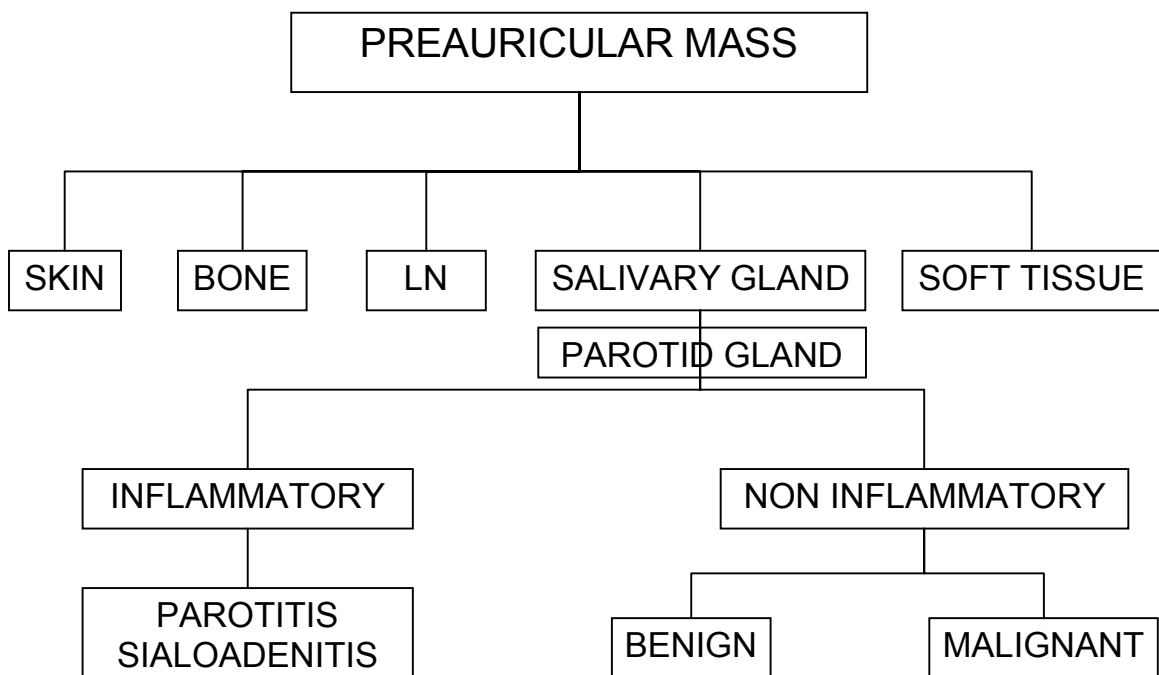 PREAURICULAR MASS
SKIN
BONE
LN
SALIVARY GLAND
SOFT TISSUE
PAROTID GLAND
INFLAMMATORY
NON INFLAMMATORY
PAROTITIS
SIALOADENITIS
BENIGN
MALIGNANT